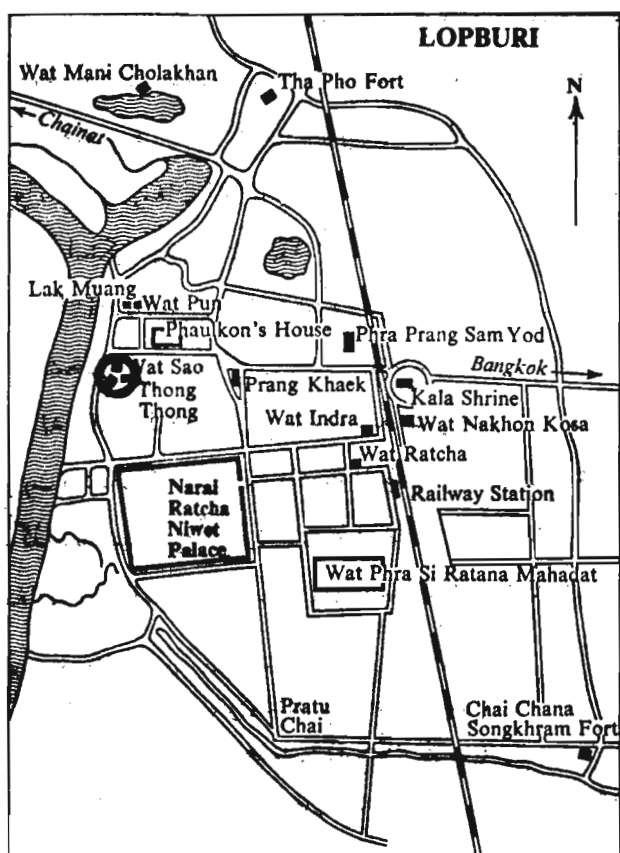 LOPBURI
Wat Mani Cholakhan
Tha Pho Fort
N
Chainat
Lak Muang
Wat Pun
Phaulkon's House
Phra Prang Sam Yod
Bangkok
Wat Sao
Thong
Thong
Prang Khaek
Kala Shrine
Wat Indra
Wat Nakhon Kosa
Wat Ratcha
Narai
Ratcha
Niwet
Palace
Railway Station
Wat Phra Si Ratana Mahadat
Pratu
Chai
Chai Chana
Songkhram Fort